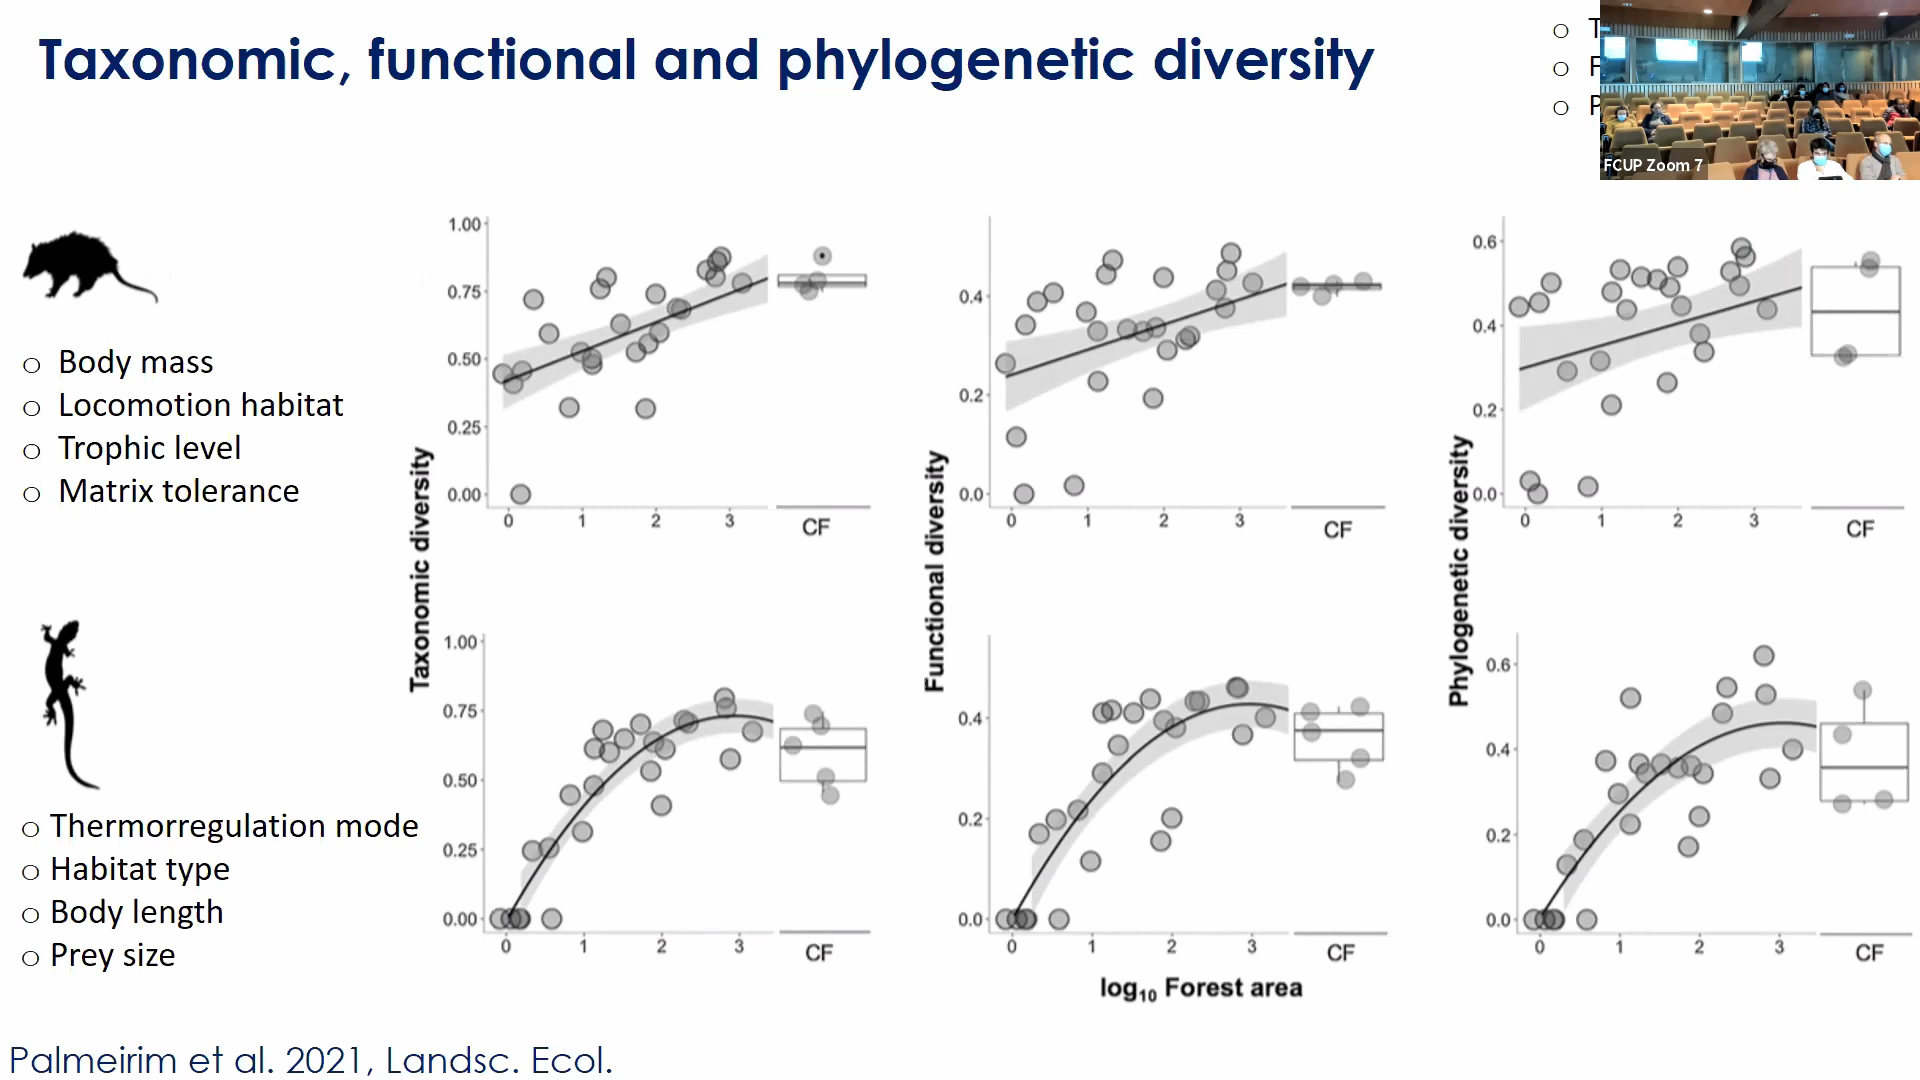 Taxonomic, functional and phylogenetic diversity
FCUP Zoom 7
○ Body mass
○ Locomotion habitat
○ Trophic level
○ Matrix tolerance
Taxonomic diversity
1.00
0.75
0.50
0.25
0.00
0 1 2 3
CF
Functional diversity
0.4
0.2
0.0
0 1 2 3
CF
Phylogenetic diversity
0.6
0.4
0.2
0.0
0 1 2 3
CF
○ Thermorregulation mode
○ Habitat type
○ Body length
○ Prey size
1.00
0.75
0.50
0.25
0.00
0 1 2 3
CF
0.4
0.2
0.0
0 1 2 3
CF
0.6
0.4
0.2
0.0
0 1 2 3
CF
log₁₀ Forest area
Palmeirim et al. 2021, Landsc. Ecol.